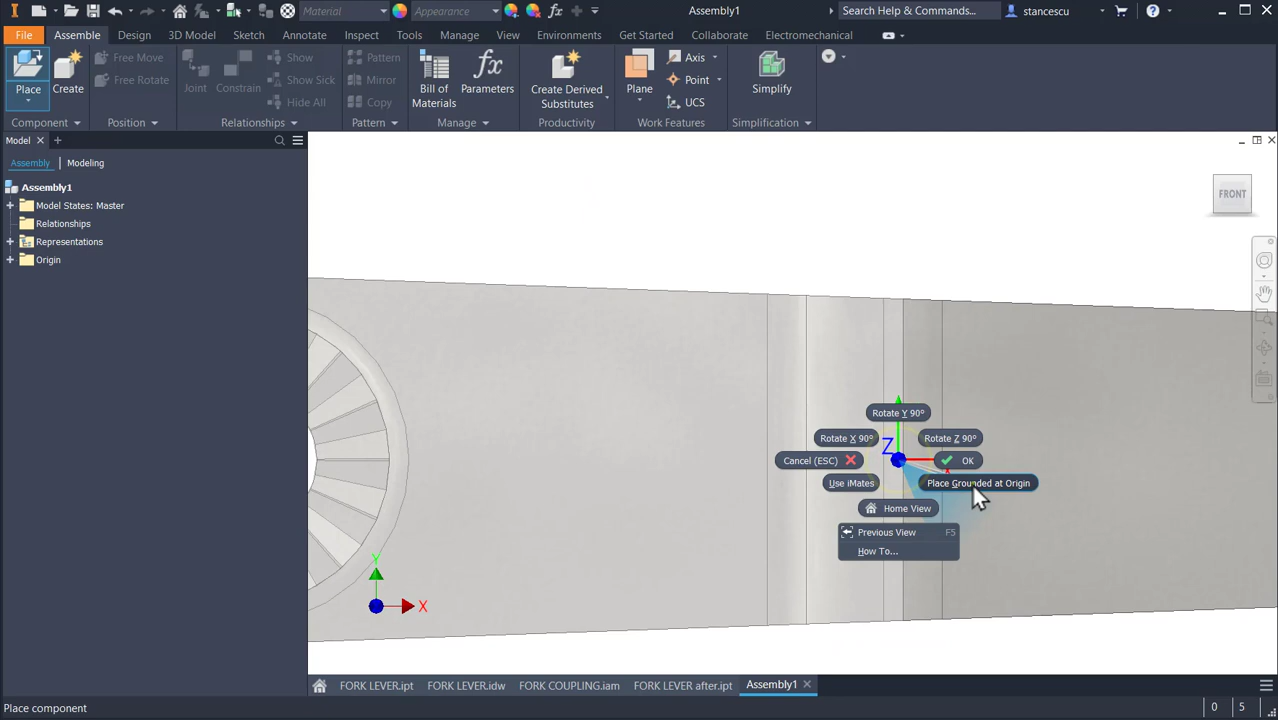 Material
Appearance
Assembly1
Search Help & Commands...
stancescu
File
Assemble
Design
3D Model
Sketch
Annotate
Inspect
Tools
Manage
View
Environments
Get Started
Collaborate
Electromechanical
Place
Create
Free Move
Free Rotate
Joint
Constrain
Show
Show Sick
Hide All
Pattern
Mirror
Copy
Bill of
Materials
Parameters
Create Derived
Substitutes
Plane
Axis
Point
UCS
Simplify
Component
Position
Relationships
Pattern
Manage
Productivity
Work Features
Simplification
Model
Assembly
Modeling
Assembly1
Model States: Master
Relationships
Representations
Origin
FRONT
Rotate Y 90º
Rotate X 90º
Rotate Z 90º
Z
Cancel (ESC)
OK
X
Use iMates
Place Grounded at Origin
Home View
Previous View F5
How To...
Y
X
FORK LEVER.ipt
FORK LEVER.idw
FORK COUPLING.iam
FORK LEVER after.ipt
Assembly1
Place component
0
5